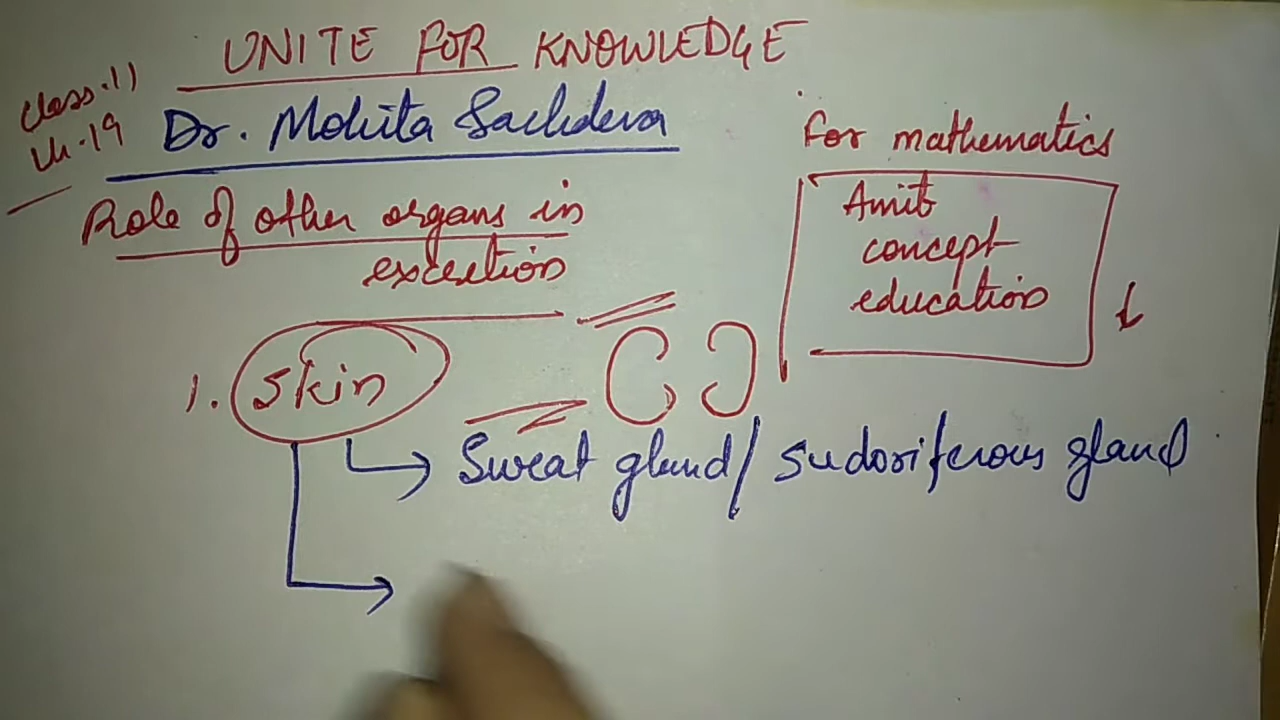 UNITE FOR KNOWLEDGE
Class.11
Ch.19
Dr. Mohita Sachdeva
For mathematics
Amit
concept
education
Role of other organs in
excretion
1. Skin
Sweat gland/ sudoriferous gland